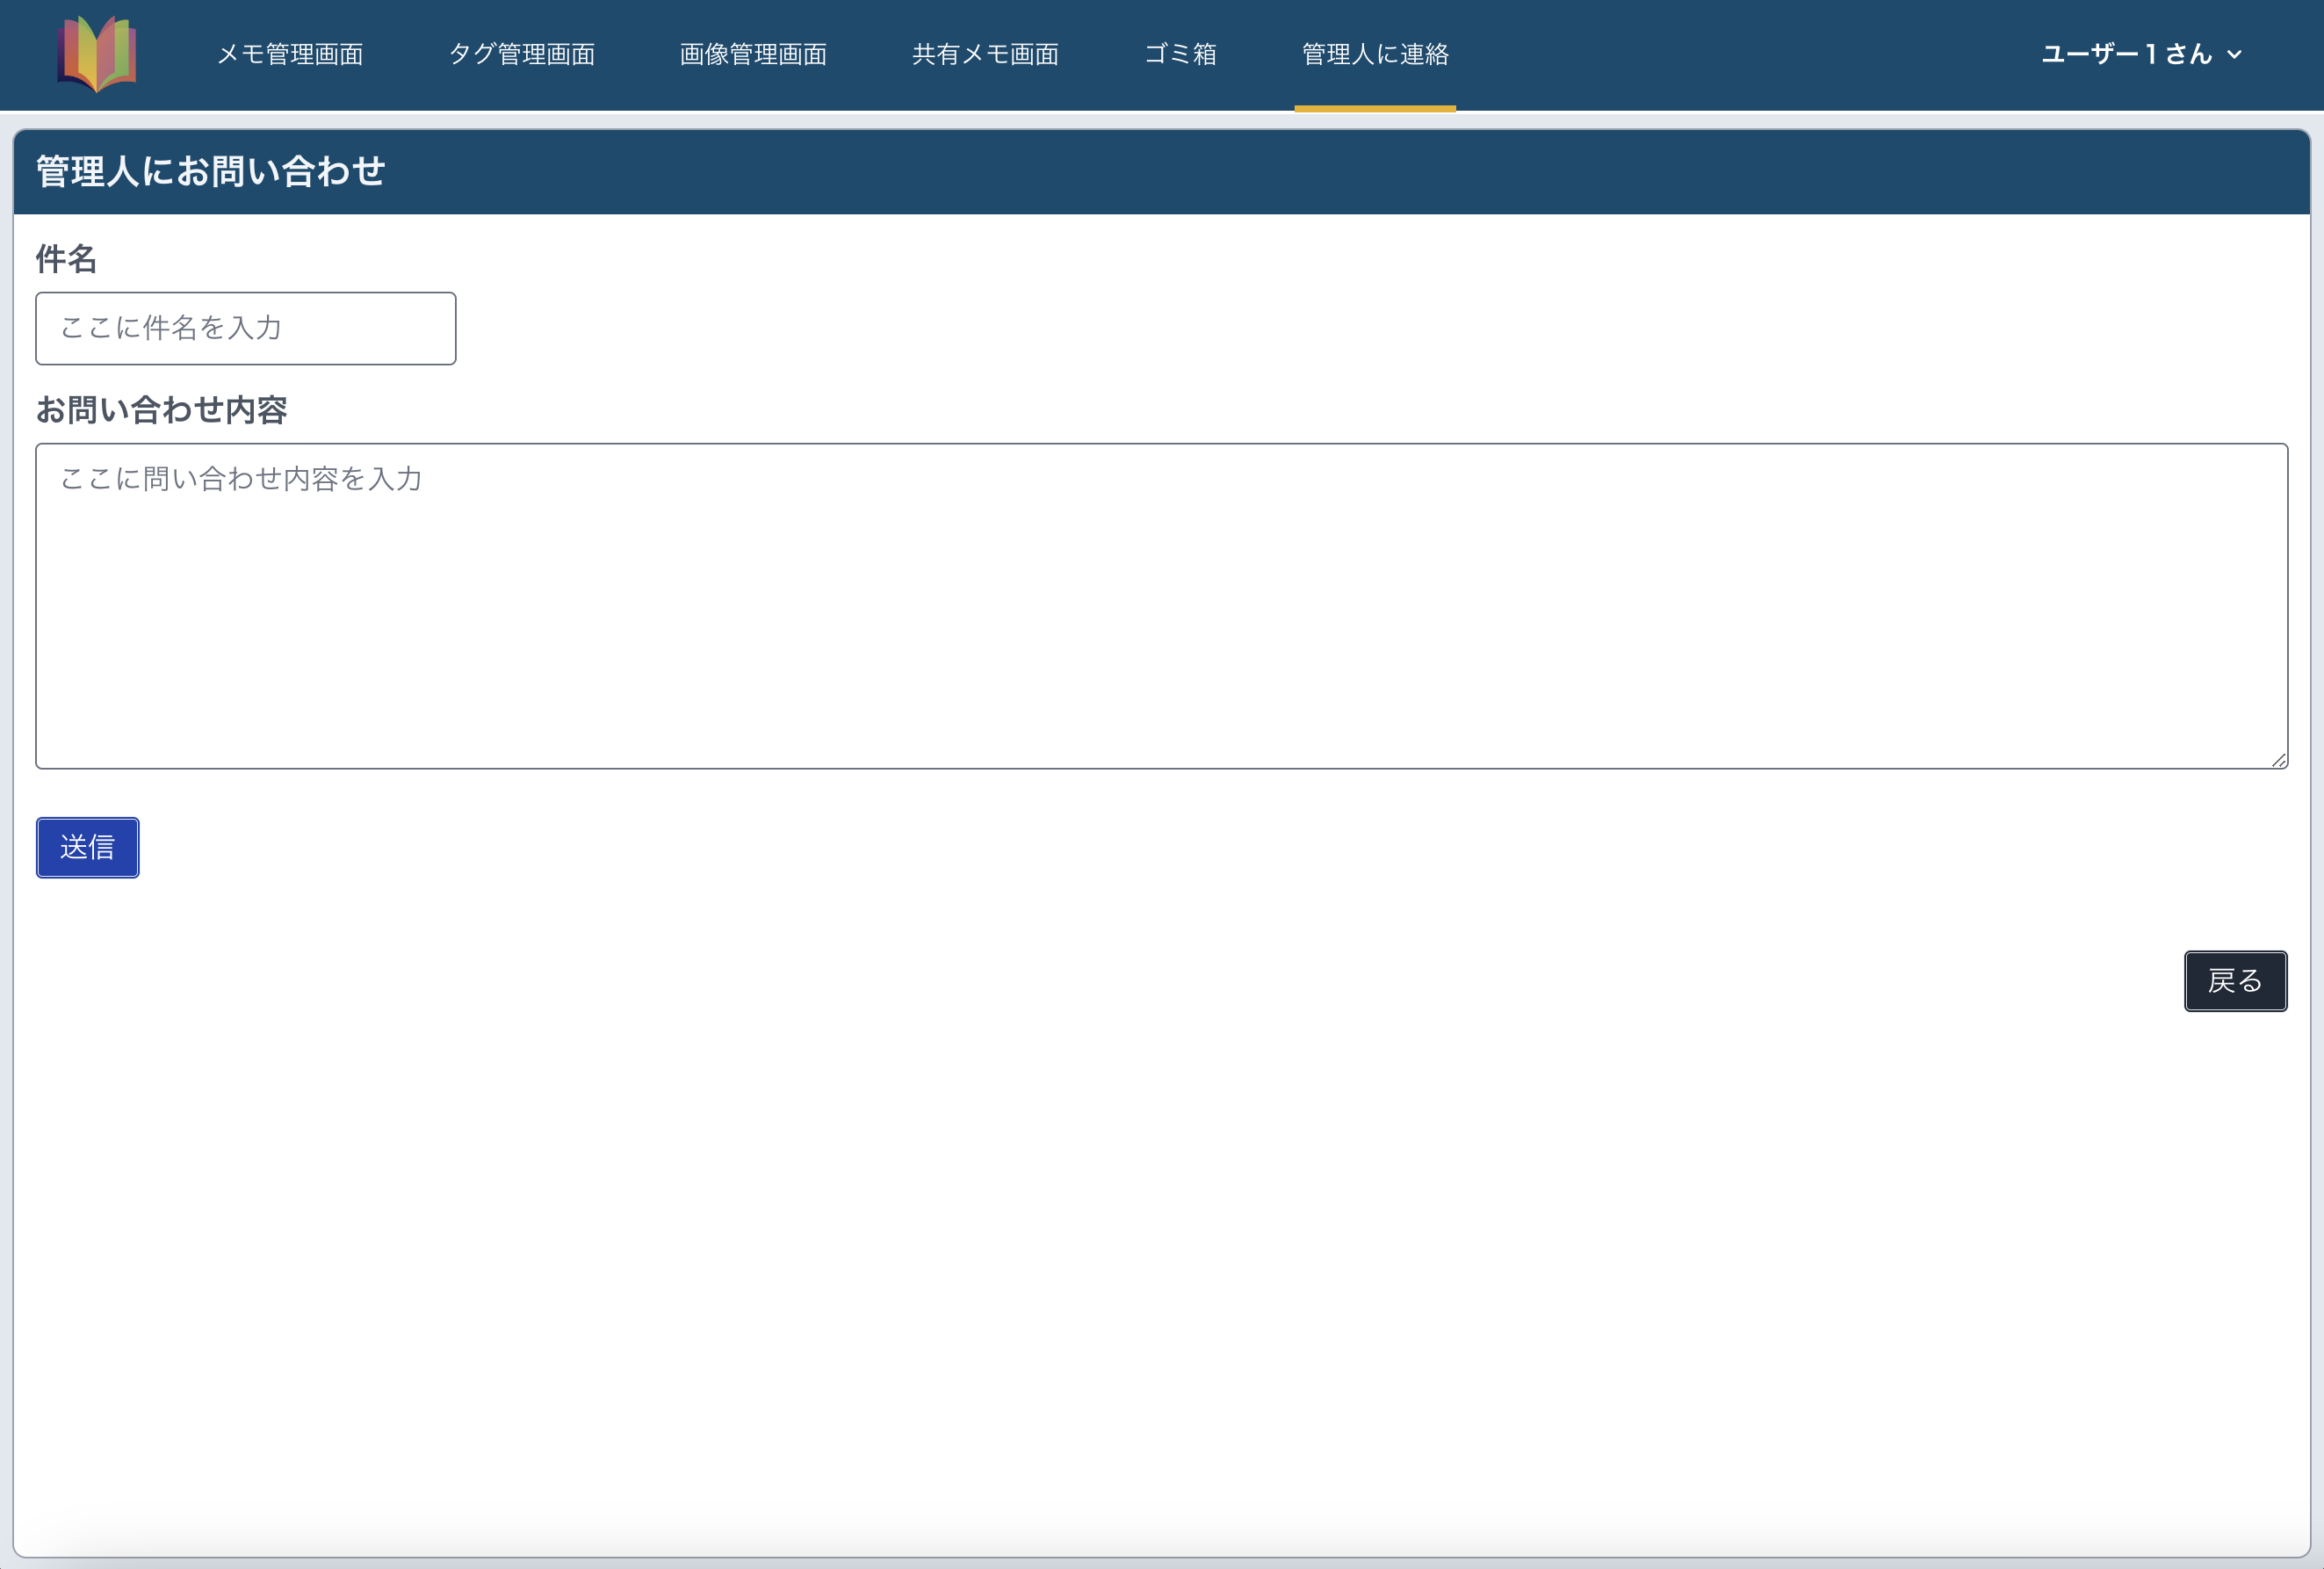 メモ管理画面 タグ管理画面 画像管理画面 共有メモ画面 ゴミ箱 管理人に連絡 ユーザー1 さん
管理人にお問い合わせ
件名
ここに件名を入力
お問い合わせ内容
ここに問い合わせ内容を入力
送信
戻る